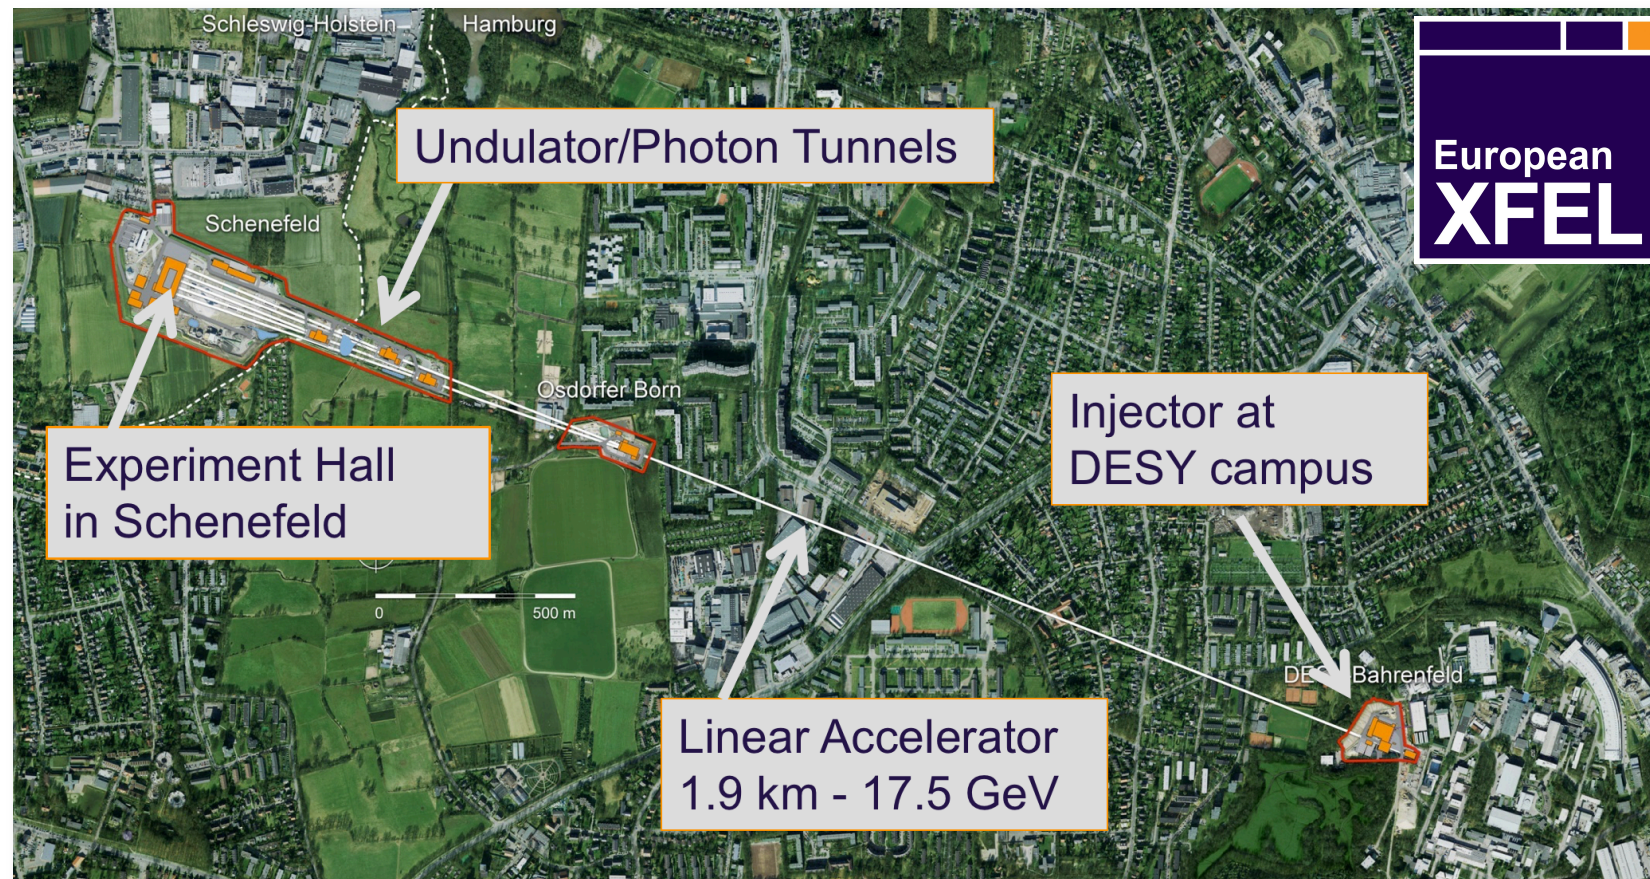 Schleswig-Holstein
Hamburg
European
XFEL
Undulator/Photon Tunnels
Schenefeld
Osdorfer Born
Injector at
DESY campus
Experiment Hall
in Schenefeld
0
500 m
Bahrenfeld
Linear Accelerator
1.9 km - 17.5 GeV